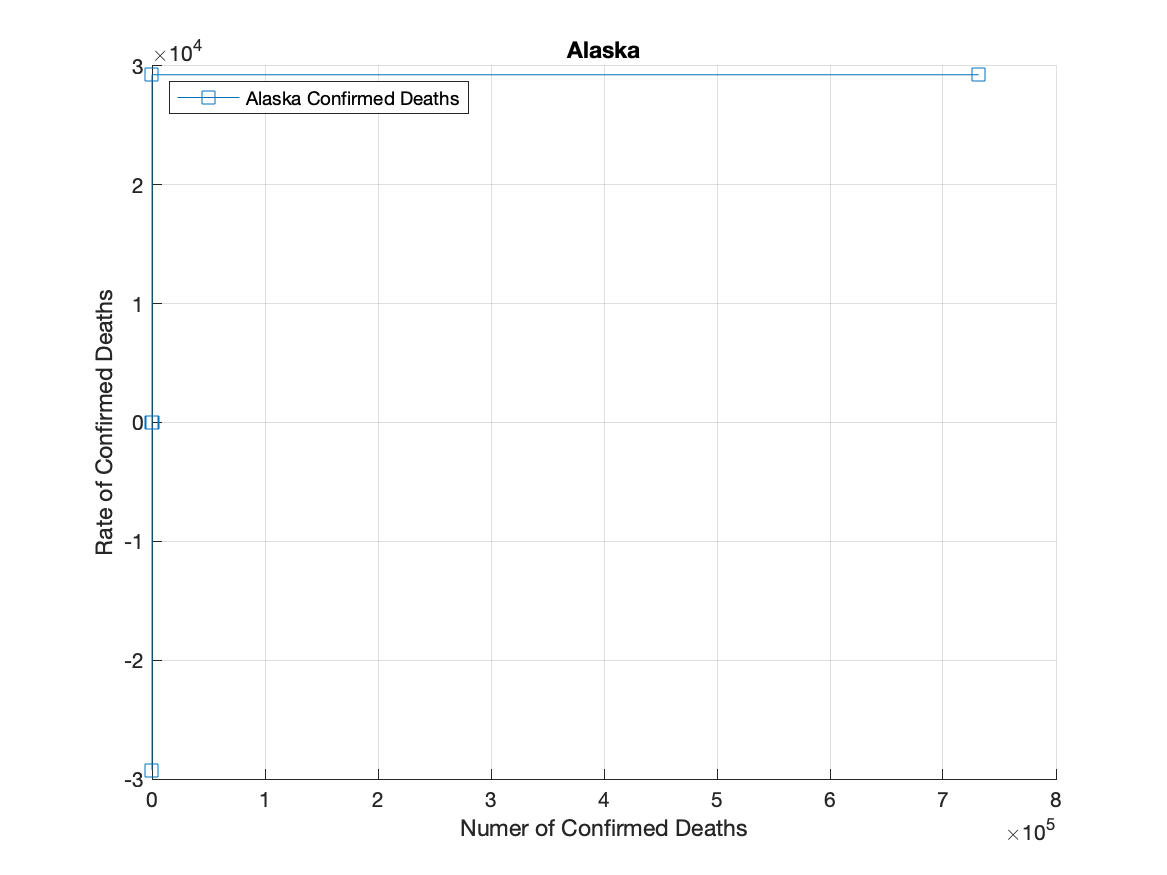 Alaska
×10^4
Alaska Confirmed Deaths
3
2
1
0
-1
-2
-3
Rate of Confirmed Deaths
0 1 2 3 4 5 6 7 8
Numer of Confirmed Deaths
×10^5